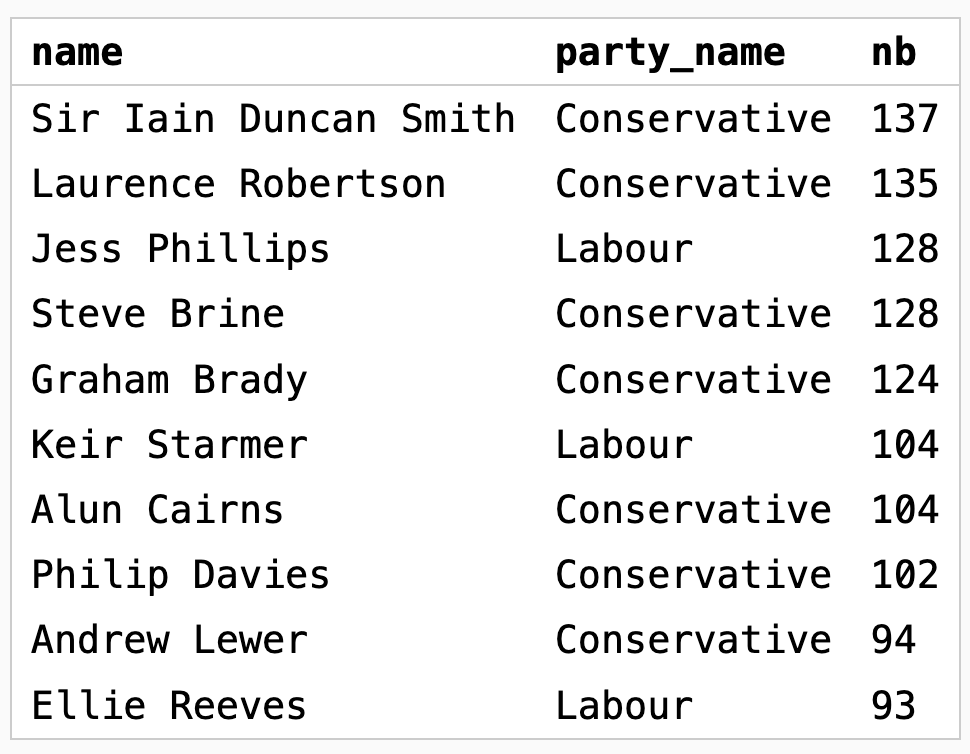 name party_name nb
Sir Iain Duncan Smith Conservative 137
Laurence Robertson Conservative 135
Jess Phillips Labour 128
Steve Brine Conservative 128
Graham Brady Conservative 124
Keir Starmer Labour 104
Alun Cairns Conservative 104
Philip Davies Conservative 102
Andrew Lewer Conservative 94
Ellie Reeves Labour 93